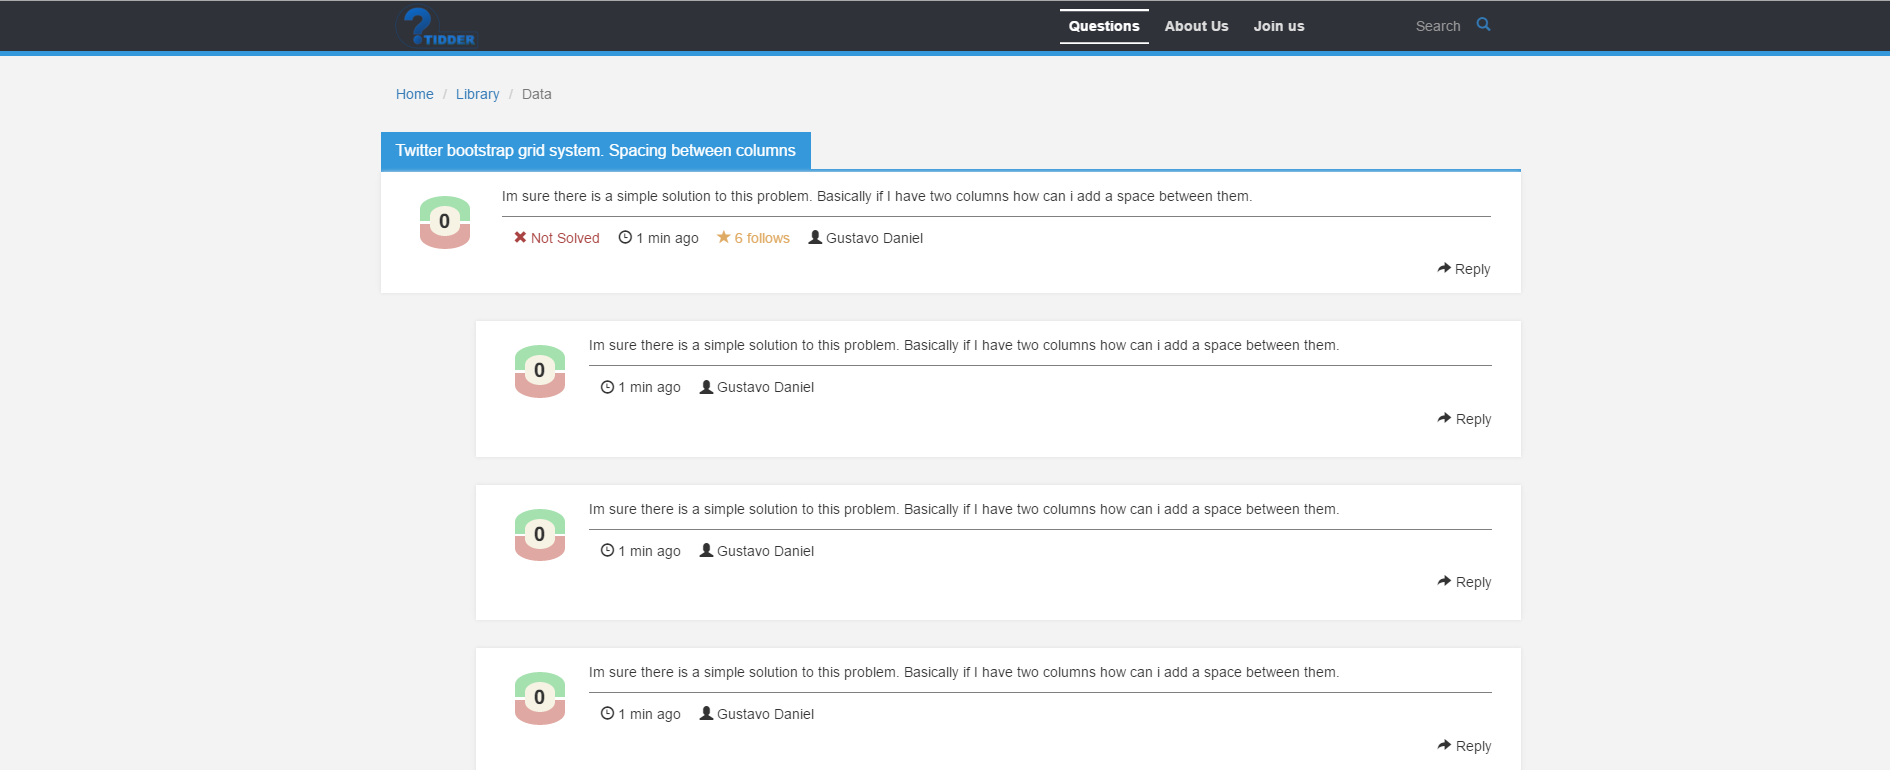 TIDDER
Questions About Us Join us Search
Home / Library / Data
Twitter bootstrap grid system. Spacing between columns
Im sure there is a simple solution to this problem. Basically if I have two columns how can i add a space between them.
0
Not Solved 1 min ago 6 follows Gustavo Daniel
Reply
Im sure there is a simple solution to this problem. Basically if I have two columns how can i add a space between them.
0
1 min ago Gustavo Daniel
Reply
Im sure there is a simple solution to this problem. Basically if I have two columns how can i add a space between them.
0
1 min ago Gustavo Daniel
Reply
Im sure there is a simple solution to this problem. Basically if I have two columns how can i add a space between them.
0
1 min ago Gustavo Daniel
Reply